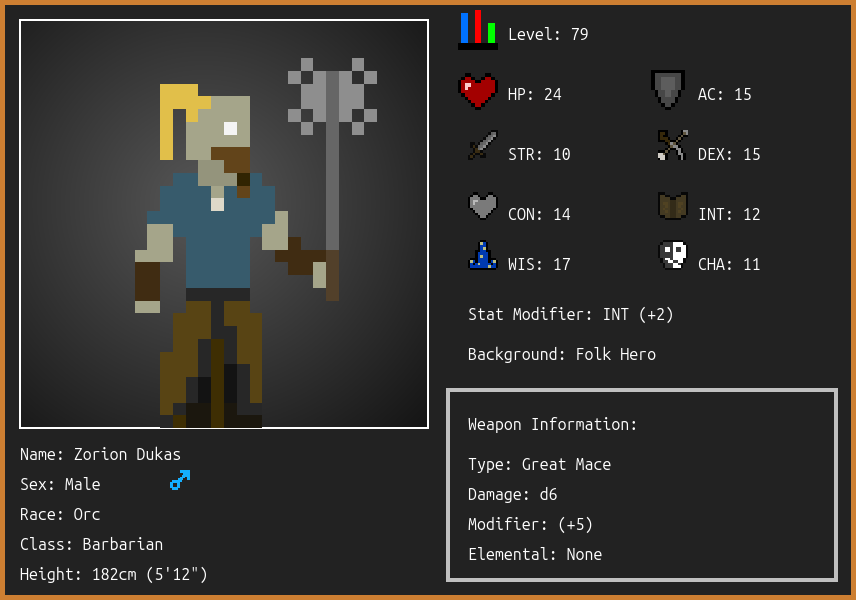 Level: 79
HP: 24
AC: 15
STR: 10
DEX: 15
CON: 14
INT: 12
WIS: 17
CHA: 11
Stat Modifier: INT (+2)
Background: Folk Hero
Weapon Information:
Type: Great Mace
Damage: d6
Modifier: (+5)
Elemental: None
Name: Zorion Dukas
Sex: Male
Race: Orc
Class: Barbarian
Height: 182cm (5'12")